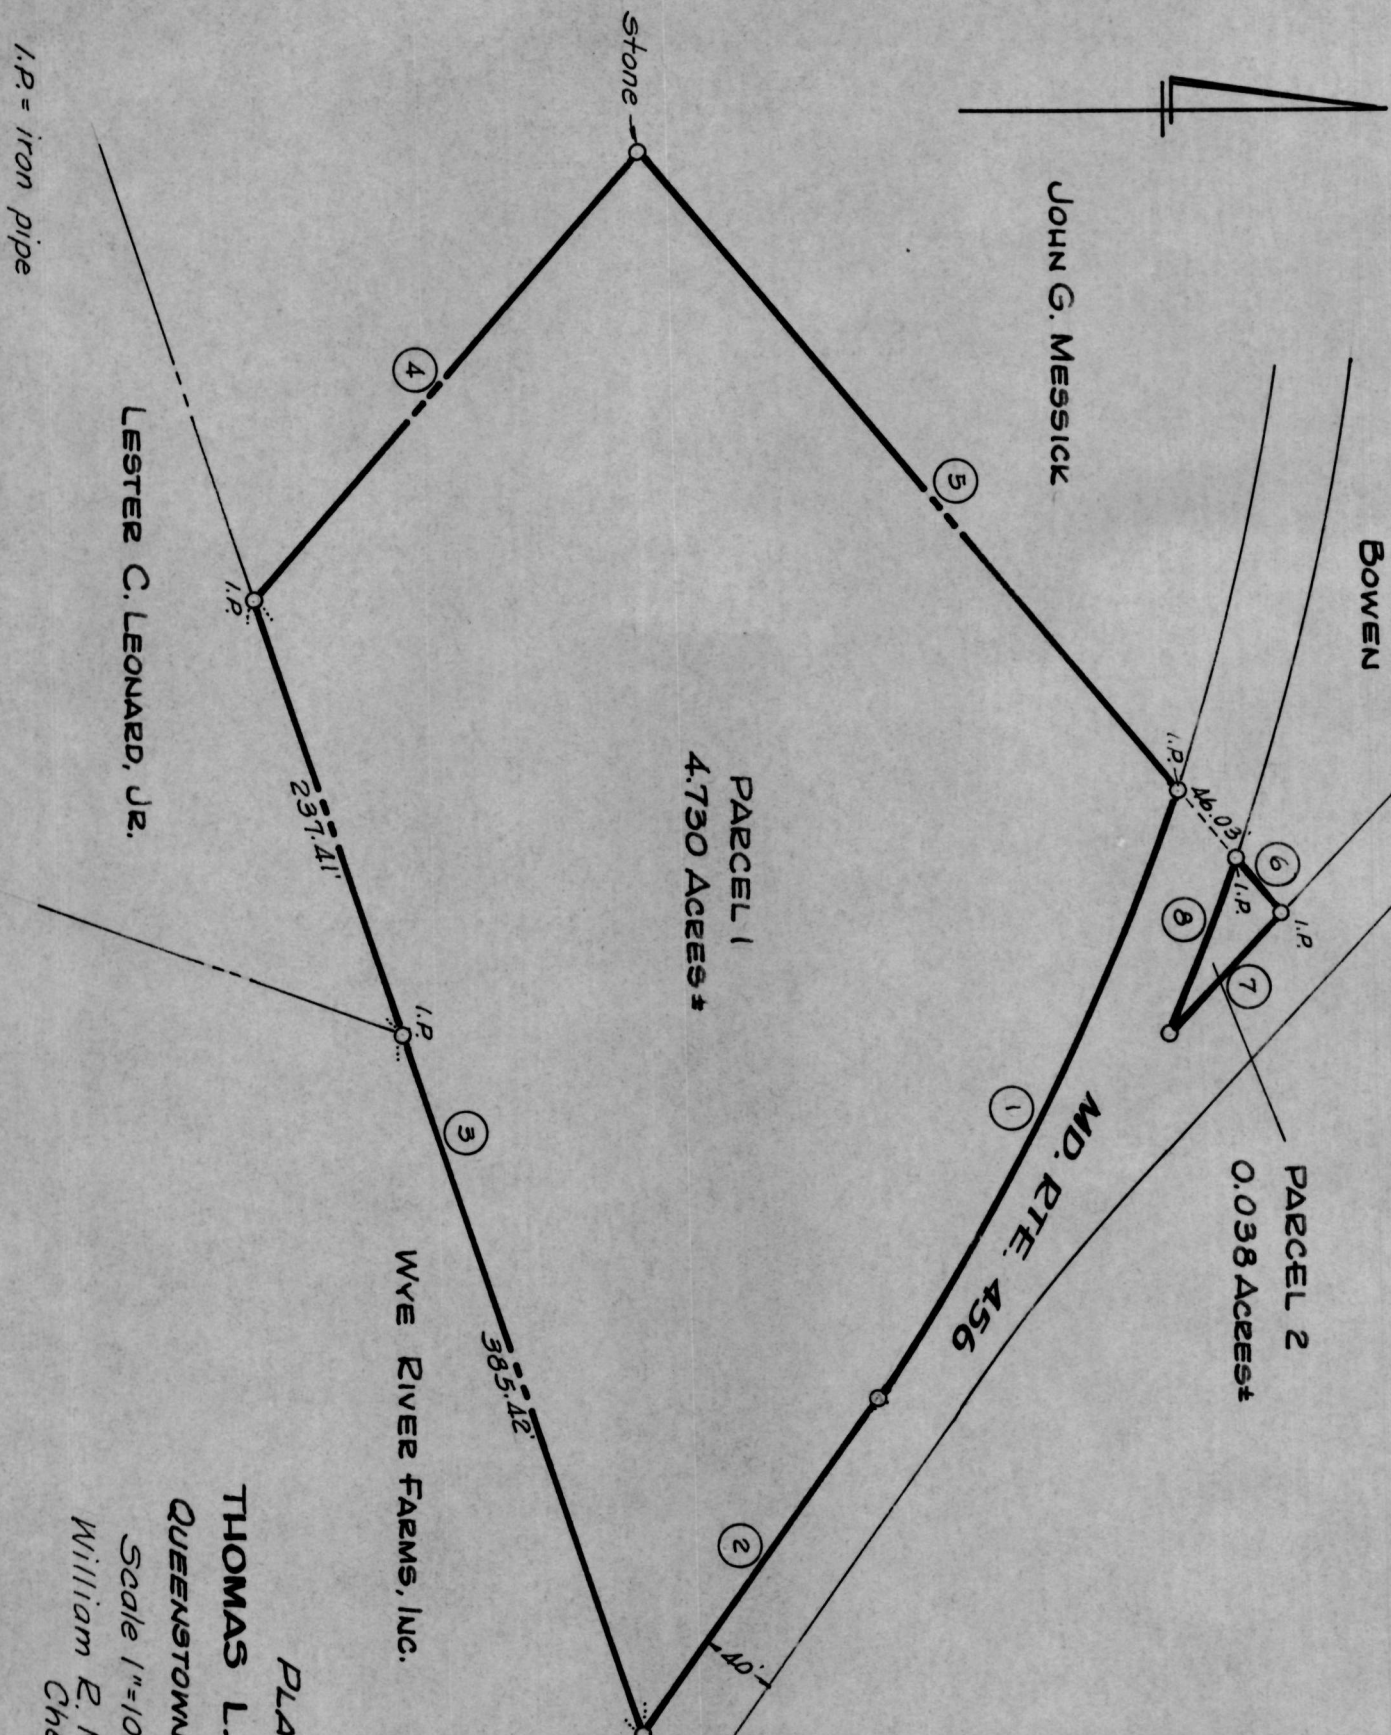 BOWEN
JOHN G. MESSICK
stone
5
I.P.
46.03'
6
I.P.
I.P.
8
7
PARCEL 2
0.038 ACRES±
1
MD. RTE. 456
PARCEL 1
4.730 ACRES±
4
I.P.
237.41'
I.P.
3
385.42'
2
40'
LESTER C. LEONARD, JR.
WYE RIVER FARMS, INC.
I.P. = iron pipe
THOMAS L.
QUEENSTOWN
Scale 1"=10
William R.